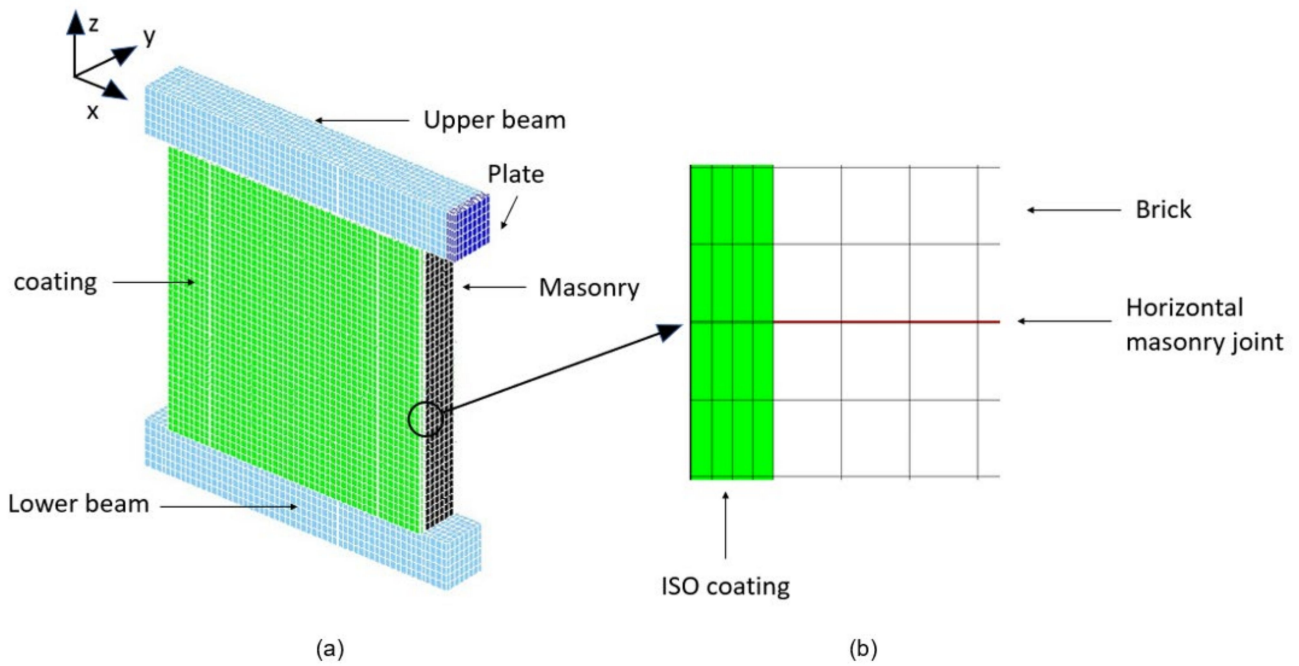 z
y
x
Upper beam
Plate
coating
Masonry
Lower beam
(a)
Brick
Horizontal
masonry joint
ISO coating
(b)